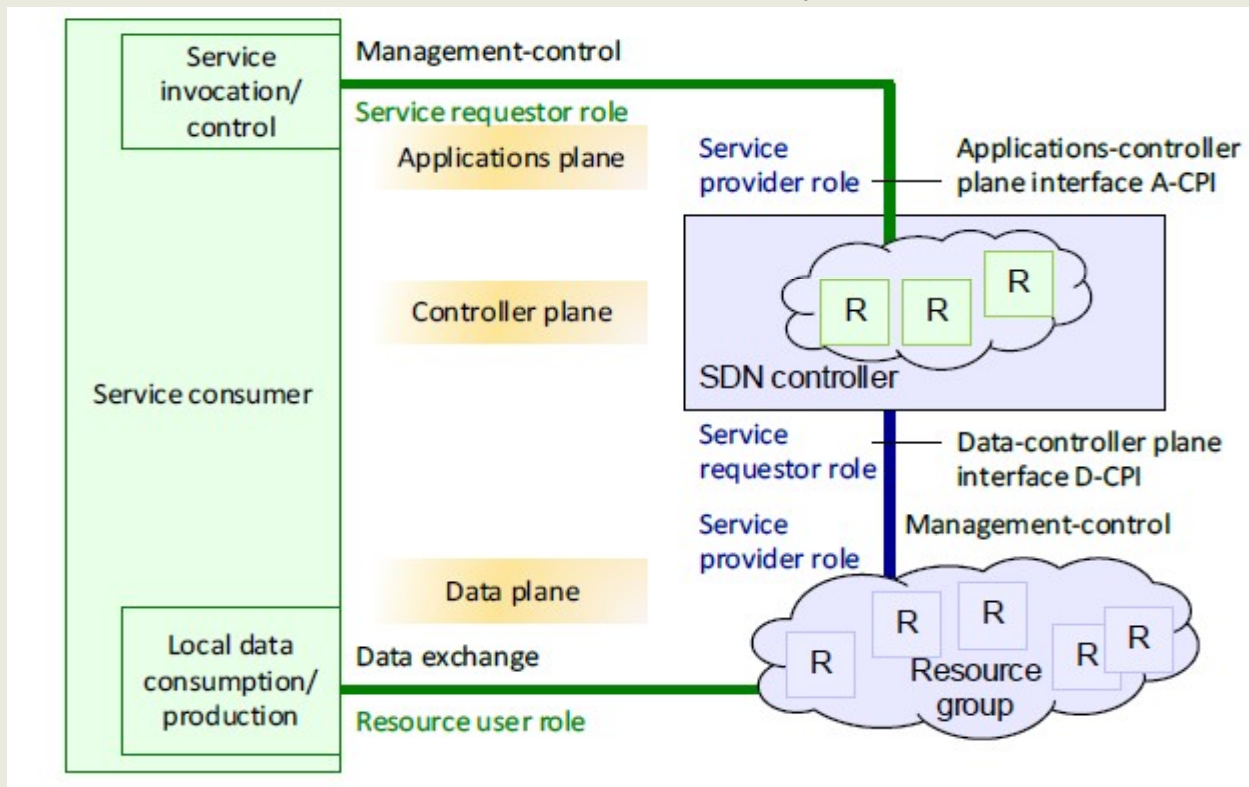 Service
invocation/
control
Management-control
Service requestor role
Applications plane
Service
provider role
Applications-controller
plane interface A-CPI
R
R
R
Controller plane
SDN controller
Service consumer
Service
requestor role
Data-controller plane
interface D-CPI
Service
provider role
Management-control
Data plane
R
R
R
R
R
Resource
group
Local data
consumption/
production
Data exchange
Resource user role